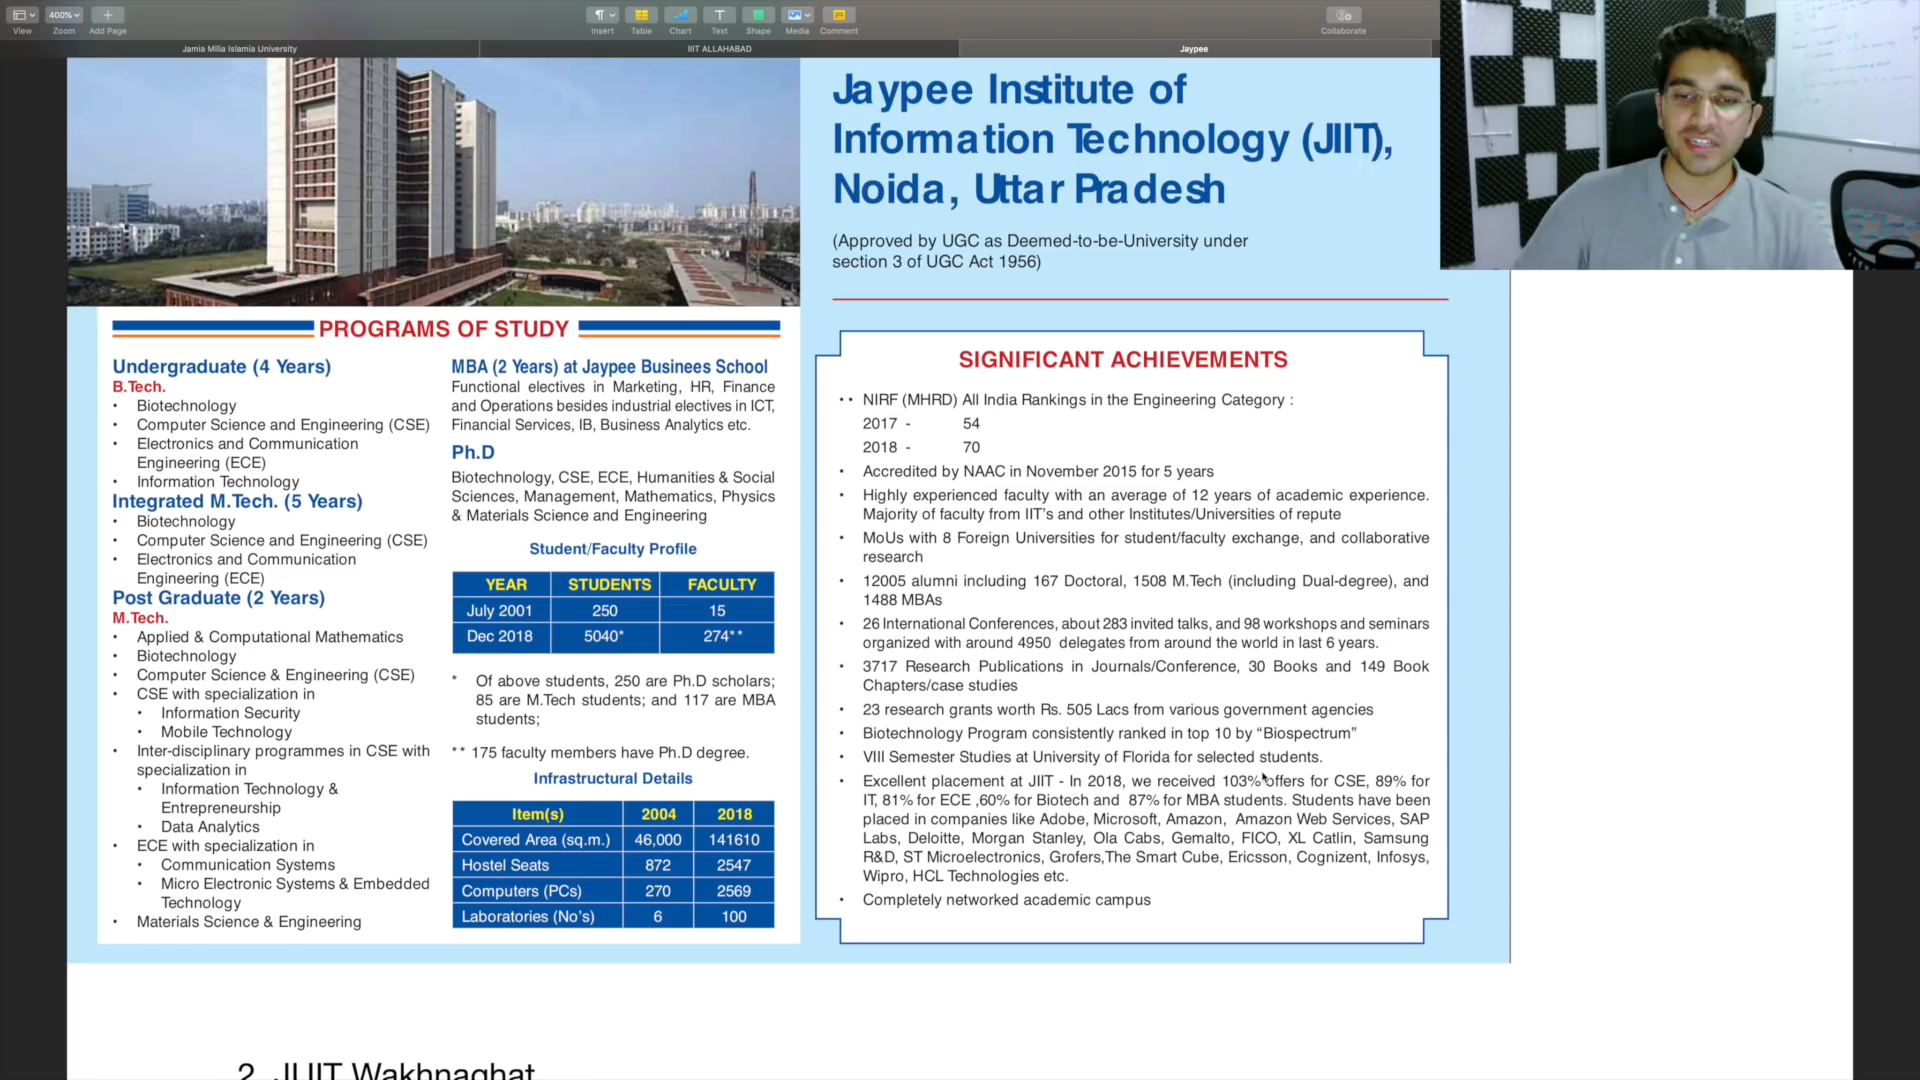 View
400%
Zoom
Add Page
Insert
Table
Chart
Text
Shape
Media
Comment
Collaborate
Jamia Milia Islamia University
IIIT ALLAHABAD
Jaypee
Jaypee Institute of
Information Technology (JIIT),
Noida, Uttar Pradesh
(Approved by UGC as Deemed-to-be-University under
section 3 of UGC Act 1956)
PROGRAMS OF STUDY
Undergraduate (4 Years)
B.Tech.
• Biotechnology
• Computer Science and Engineering (CSE)
• Electronics and Communication
Engineering (ECE)
• Information Technology
Integrated M.Tech. (5 Years)
• Biotechnology
• Computer Science and Engineering (CSE)
• Electronics and Communication
Engineering (ECE)
Post Graduate (2 Years)
M.Tech.
• Applied & Computational Mathematics
• Biotechnology
• Computer Science & Engineering (CSE)
• CSE with specialization in
• Information Security
• Mobile Technology
• Inter-disciplinary programmes in CSE with
specialization in
• Information Technology &
Entrepreneurship
• Data Analytics
• ECE with specialization in
• Communication Systems
• Micro Electronic Systems & Embedded
Technology
• Materials Science & Engineering
MBA (2 Years) at Jaypee Businees School
Functional electives in Marketing, HR, Finance
and Operations besides industrial electives in ICT,
Financial Services, IB, Business Analytics etc.
Ph.D
Biotechnology, CSE, ECE, Humanities & Social
Sciences, Management, Mathematics, Physics
& Materials Science and Engineering
Student/Faculty Profile
YEAR STUDENTS FACULTY
July 2001 250 15
Dec 2018 5040* 274**
* Of above students, 250 are Ph.D scholars;
85 are M.Tech students; and 117 are MBA
students;
** 175 faculty members have Ph.D degree.
Infrastructural Details
Item(s) 2004 2018
Covered Area (sq.m.) 46,000 141610
Hostel Seats 872 2547
Computers (PCs) 270 2569
Laboratories (No's) 6 100
SIGNIFICANT ACHIEVEMENTS
•• NIRF (MHRD) All India Rankings in the Engineering Category :
2017 - 54
2018 - 70
• Accredited by NAAC in November 2015 for 5 years
• Highly experienced faculty with an average of 12 years of academic experience.
Majority of faculty from IIT's and other Institutes/Universities of repute
• MoUs with 8 Foreign Universities for student/faculty exchange, and collaborative
research
• 12005 alumni including 167 Doctoral, 1508 M.Tech (including Dual-degree), and
1488 MBAs
• 26 International Conferences, about 283 invited talks, and 98 workshops and seminars
organized with around 4950 delegates from around the world in last 6 years.
• 3717 Research Publications in Journals/Conference, 30 Books and 149 Book
Chapters/case studies
• 23 research grants worth Rs. 505 Lacs from various government agencies
• Biotechnology Program consistently ranked in top 10 by “Biospectrum”
• VIII Semester Studies at University of Florida for selected students.
• Excellent placement at JIIT - In 2018, we received 103% offers for CSE, 89% for
IT, 81% for ECE ,60% for Biotech and 87% for MBA students. Students have been
placed in companies like Adobe, Microsoft, Amazon, Amazon Web Services, SAP
Labs, Deloitte, Morgan Stanley, Ola Cabs, Gemalto, FICO, XL Catlin, Samsung
R&D, ST Microelectronics, Grofers,The Smart Cube, Ericsson, Cognizent, Infosys,
Wipro, HCL Technologies etc.
• Completely networked academic campus
2. JUIT Wakhnaghat